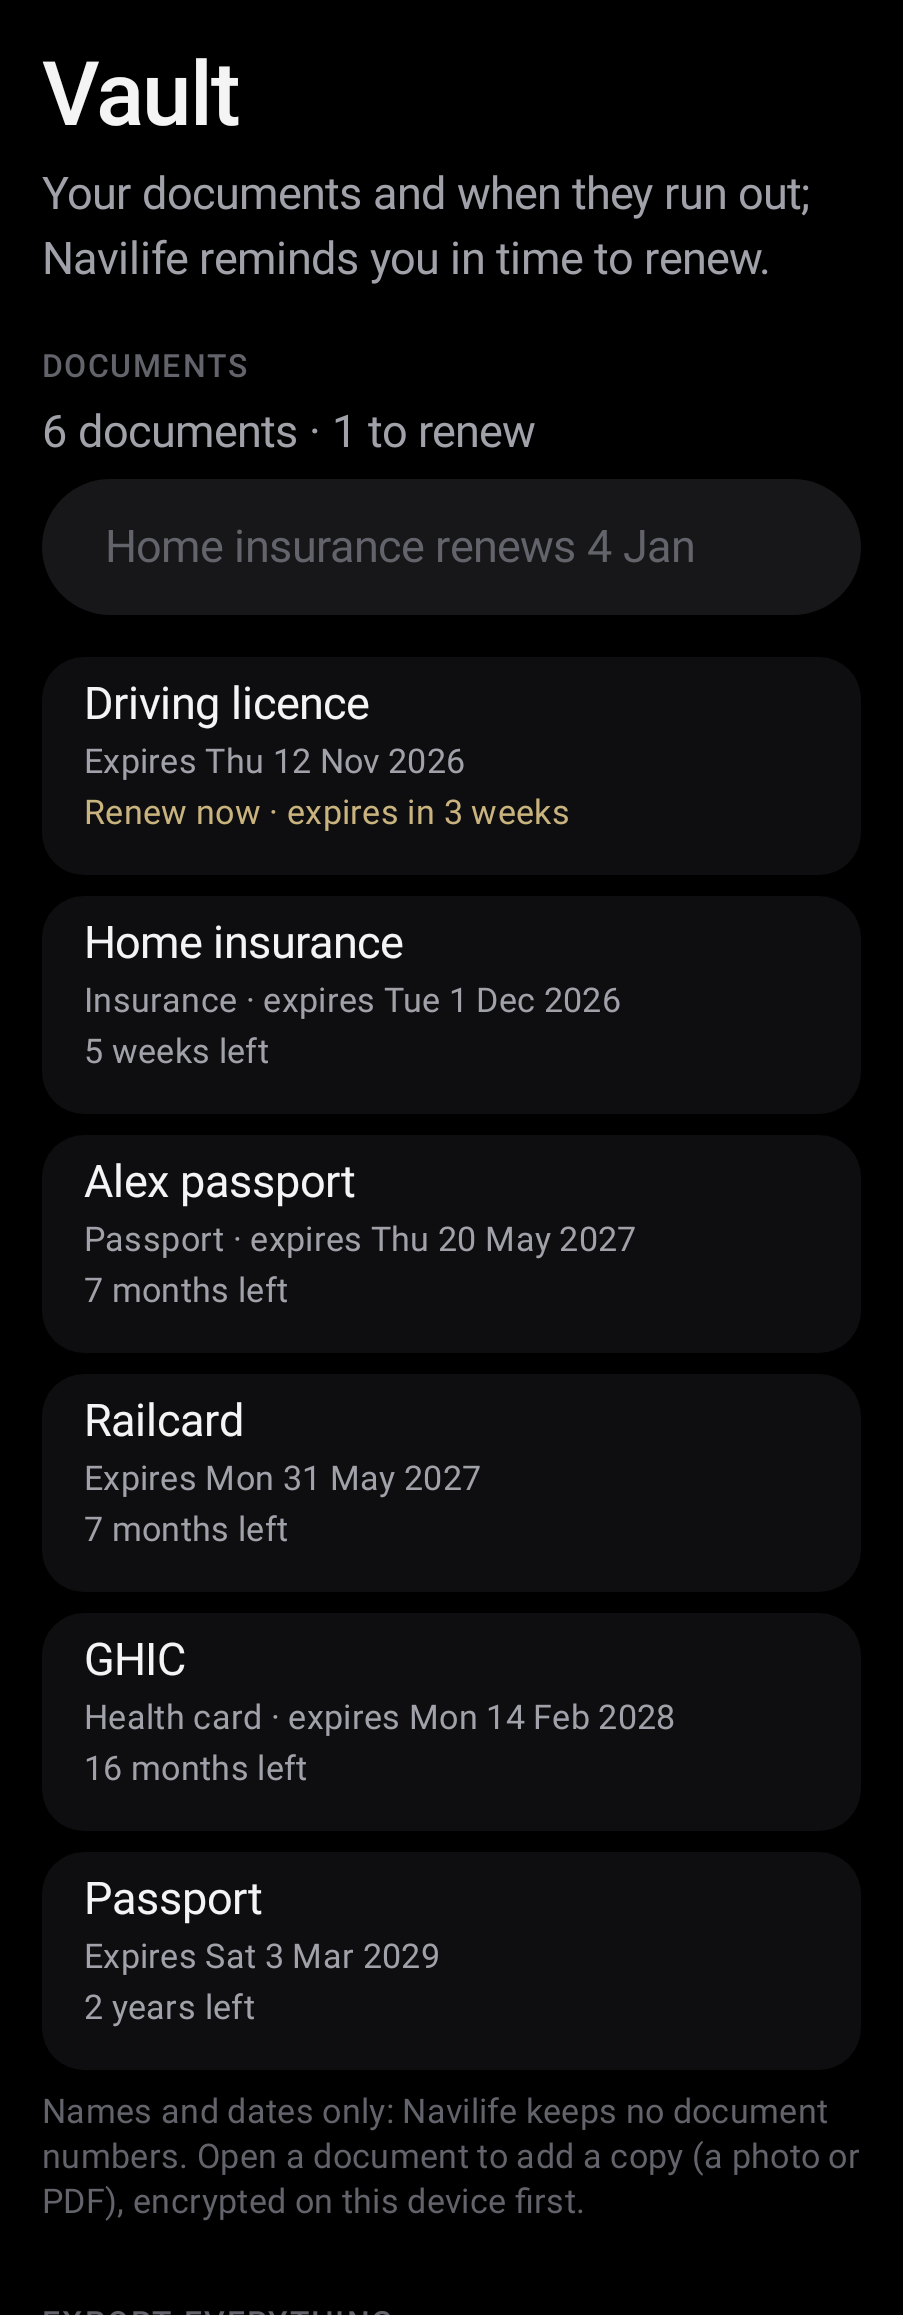 Vault
Your documents and when they run out;
Navilife reminds you in time to renew.
DOCUMENTS
6 documents · 1 to renew
Home insurance renews 4 Jan
Driving licence
Expires Thu 12 Nov 2026
Renew now · expires in 3 weeks
Home insurance
Insurance · expires Tue 1 Dec 2026
5 weeks left
Alex passport
Passport · expires Thu 20 May 2027
7 months left
Railcard
Expires Mon 31 May 2027
7 months left
GHIC
Health card · expires Mon 14 Feb 2028
16 months left
Passport
Expires Sat 3 Mar 2029
2 years left
Names and dates only: Navilife keeps no document
numbers. Open a document to add a copy (a photo or
PDF), encrypted on this device first.